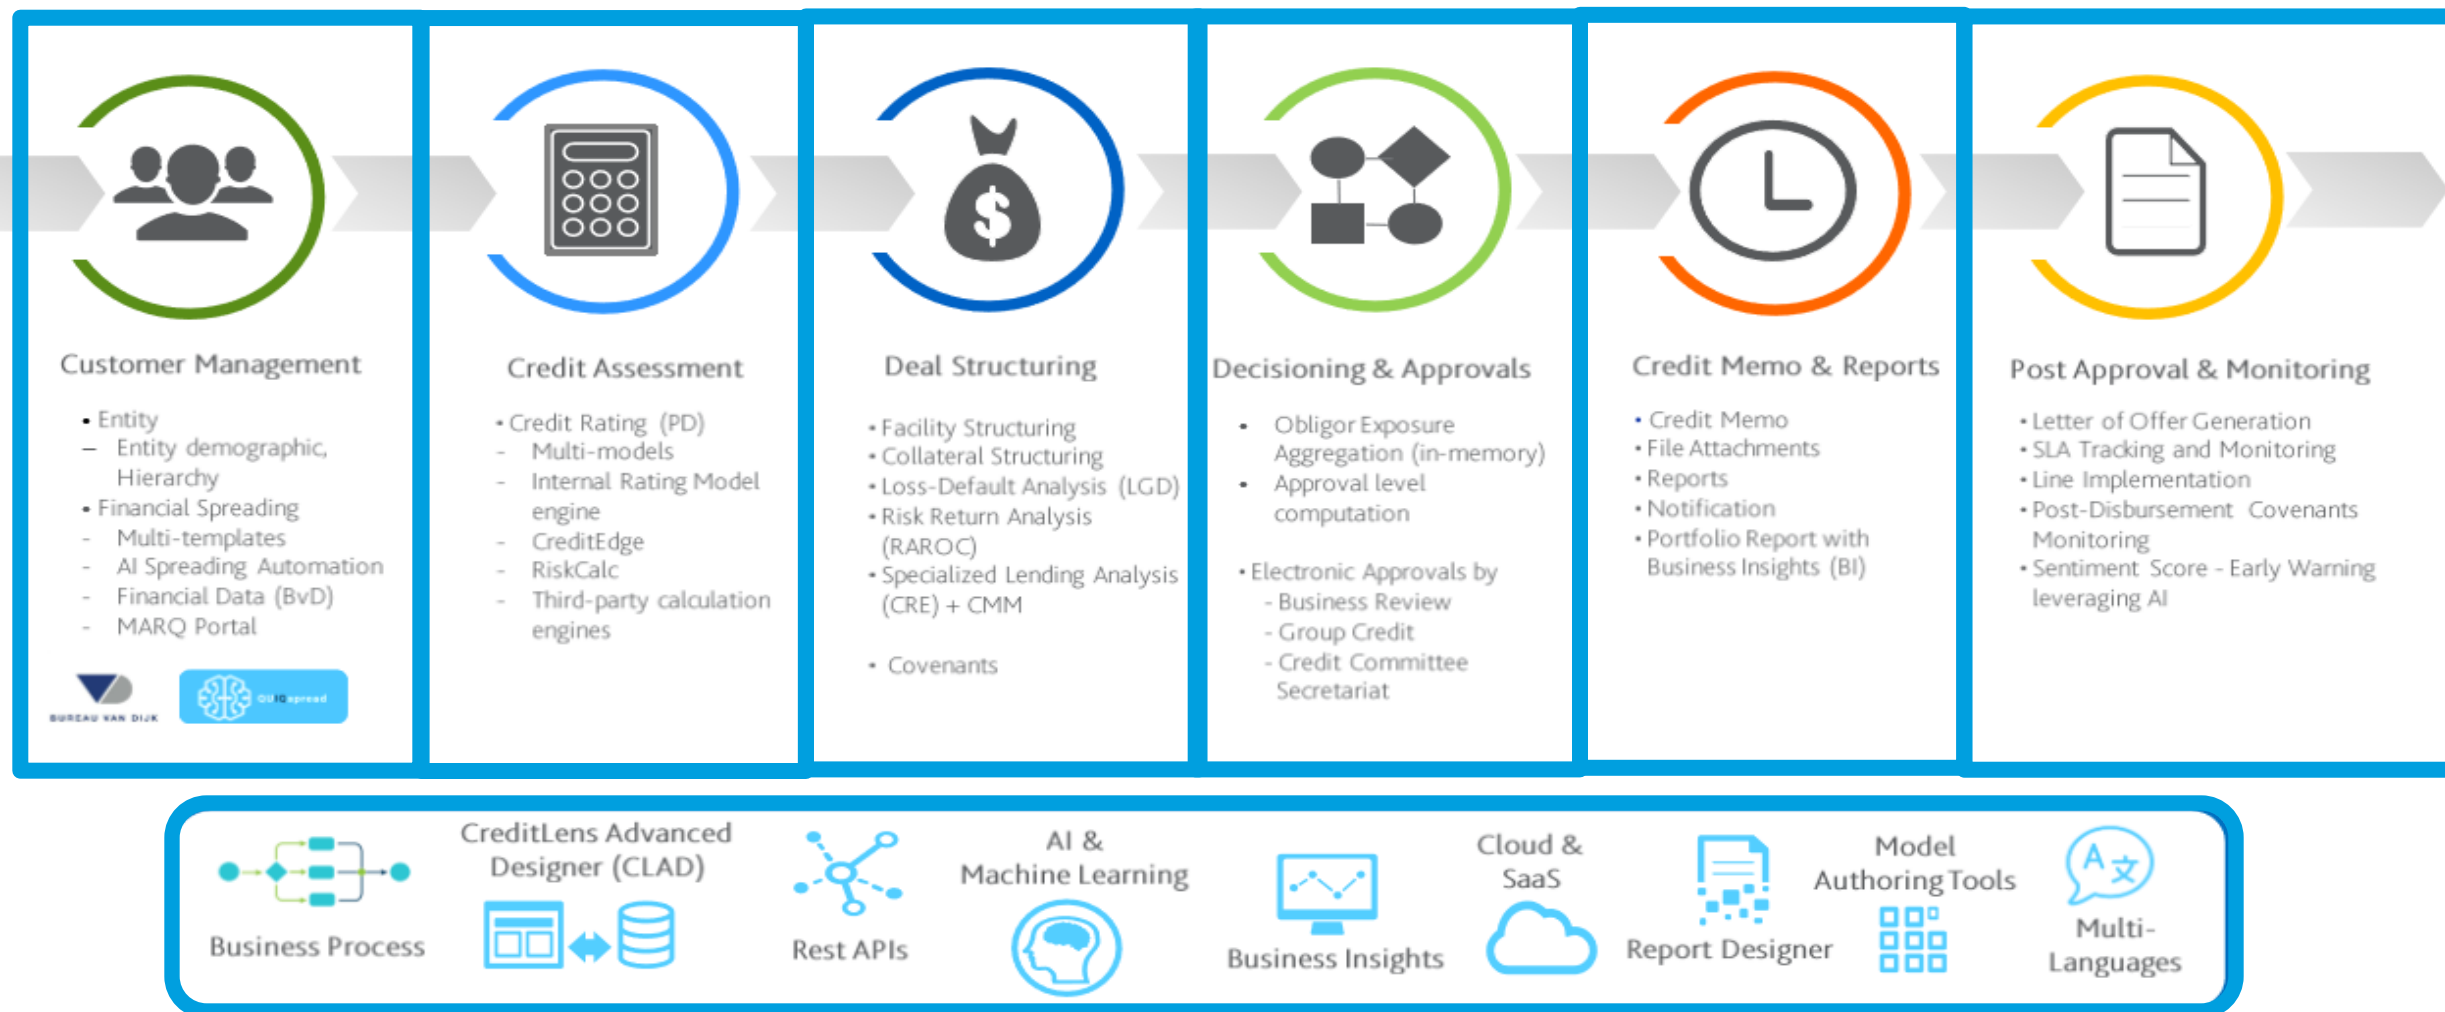 Customer Management
• Entity
– Entity demographic,
Hierarchy
• Financial Spreading
- Multi-templates
- AI Spreading Automation
- Financial Data (BvD)
- MARQ Portal
BUREAU VAN DIJK
QUIQspread
Credit Assessment
• Credit Rating (PD)
- Multi-models
- Internal Rating Model
engine
- CreditEdge
- RiskCalc
- Third-party calculation
engines
$
Deal Structuring
• Facility Structuring
• Collateral Structuring
• Loss-Default Analysis (LGD)
• Risk Return Analysis
(RAROC)
• Specialized Lending Analysis
(CRE) + CMM
• Covenants
Decisioning & Approvals
• Obligor Exposure
Aggregation (in-memory)
• Approval level
computation
• Electronic Approvals by
- Business Review
- Group Credit
- Credit Committee
Secretariat
Credit Memo & Reports
• Credit Memo
• File Attachments
• Reports
• Notification
• Portfolio Report with
Business Insights (BI)
Post Approval & Monitoring
• Letter of Offer Generation
• SLA Tracking and Monitoring
• Line Implementation
• Post-Disbursement Covenants
Monitoring
• Sentiment Score - Early Warning
leveraging AI
Business Process
CreditLens Advanced
Designer (CLAD)
Rest APIs
AI &
Machine Learning
Business Insights
Cloud &
SaaS
Report Designer
Model
Authoring Tools
A 文
Multi-
Languages